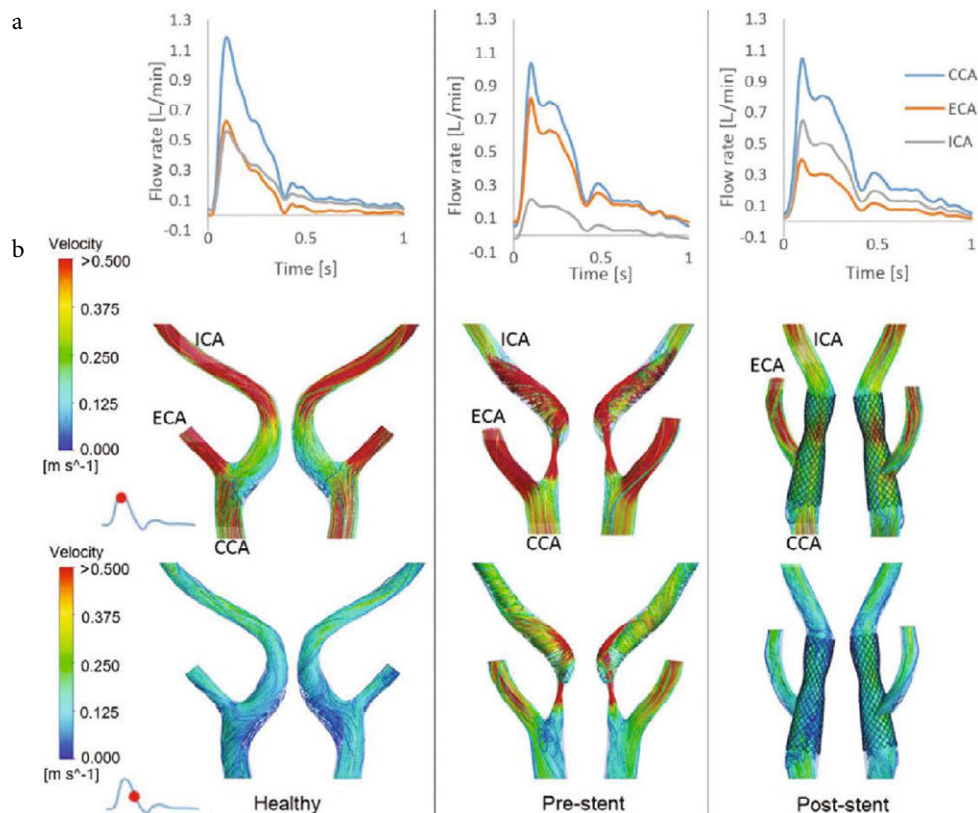 a
Flow rate [L/min]
1.3
1.1
0.9
0.7
0.5
0.3
0.1
-0.1
0
0.5
1
Time [s]
Flow rate [L/min]
1.3
1.1
0.9
0.7
0.5
0.3
0.1
-0.1
0
0.5
1
Time [s]
Flow rate [L/min]
1.3
1.1
0.9
0.7
0.5
0.3
0.1
-0.1
0
0.5
1
Time [s]
CCA
ECA
ICA
b
Velocity
>0.500
0.375
0.250
0.125
0.000
[m s^-1]
ICA
ECA
CCA
ICA
ECA
CCA
ICA
ECA
CCA
Velocity
>0.500
0.375
0.250
0.125
0.000
[m s^-1]
Healthy
Pre-stent
Post-stent